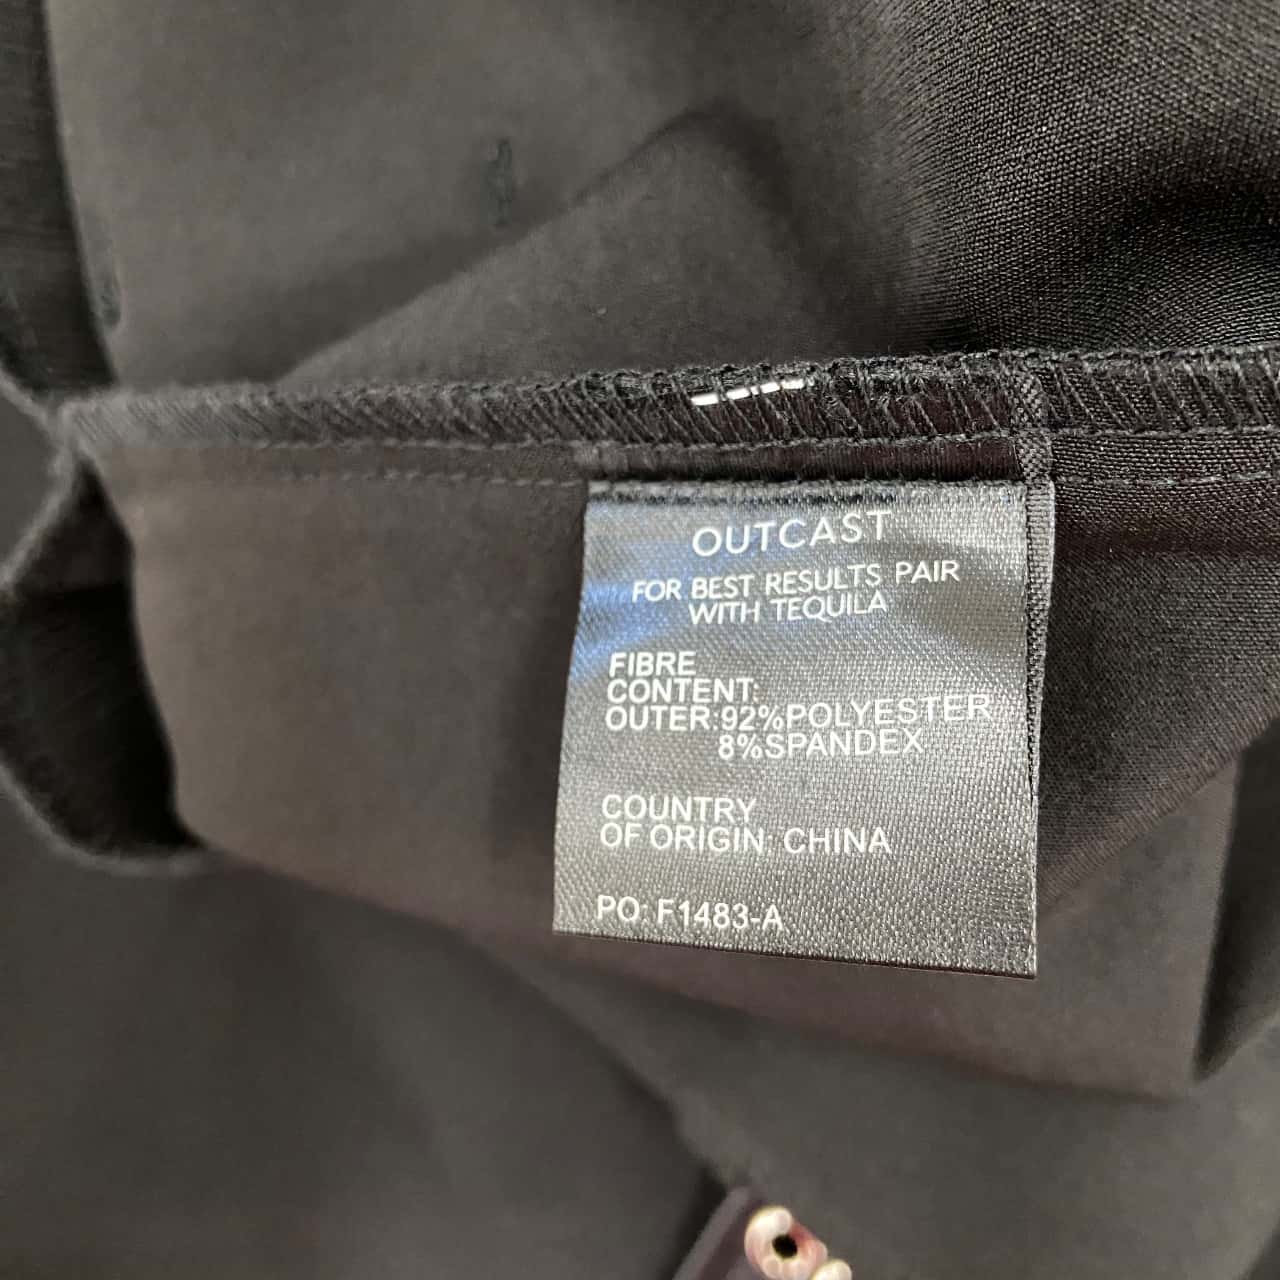 OUTCAST
FOR BEST RESULTS PAIR
WITH TEQUILA
FIBRE
CONTENT:
OUTER:92%POLYESTER
8%SPANDEX
COUNTRY
OF ORIGIN: CHINA
PO: F1483-A